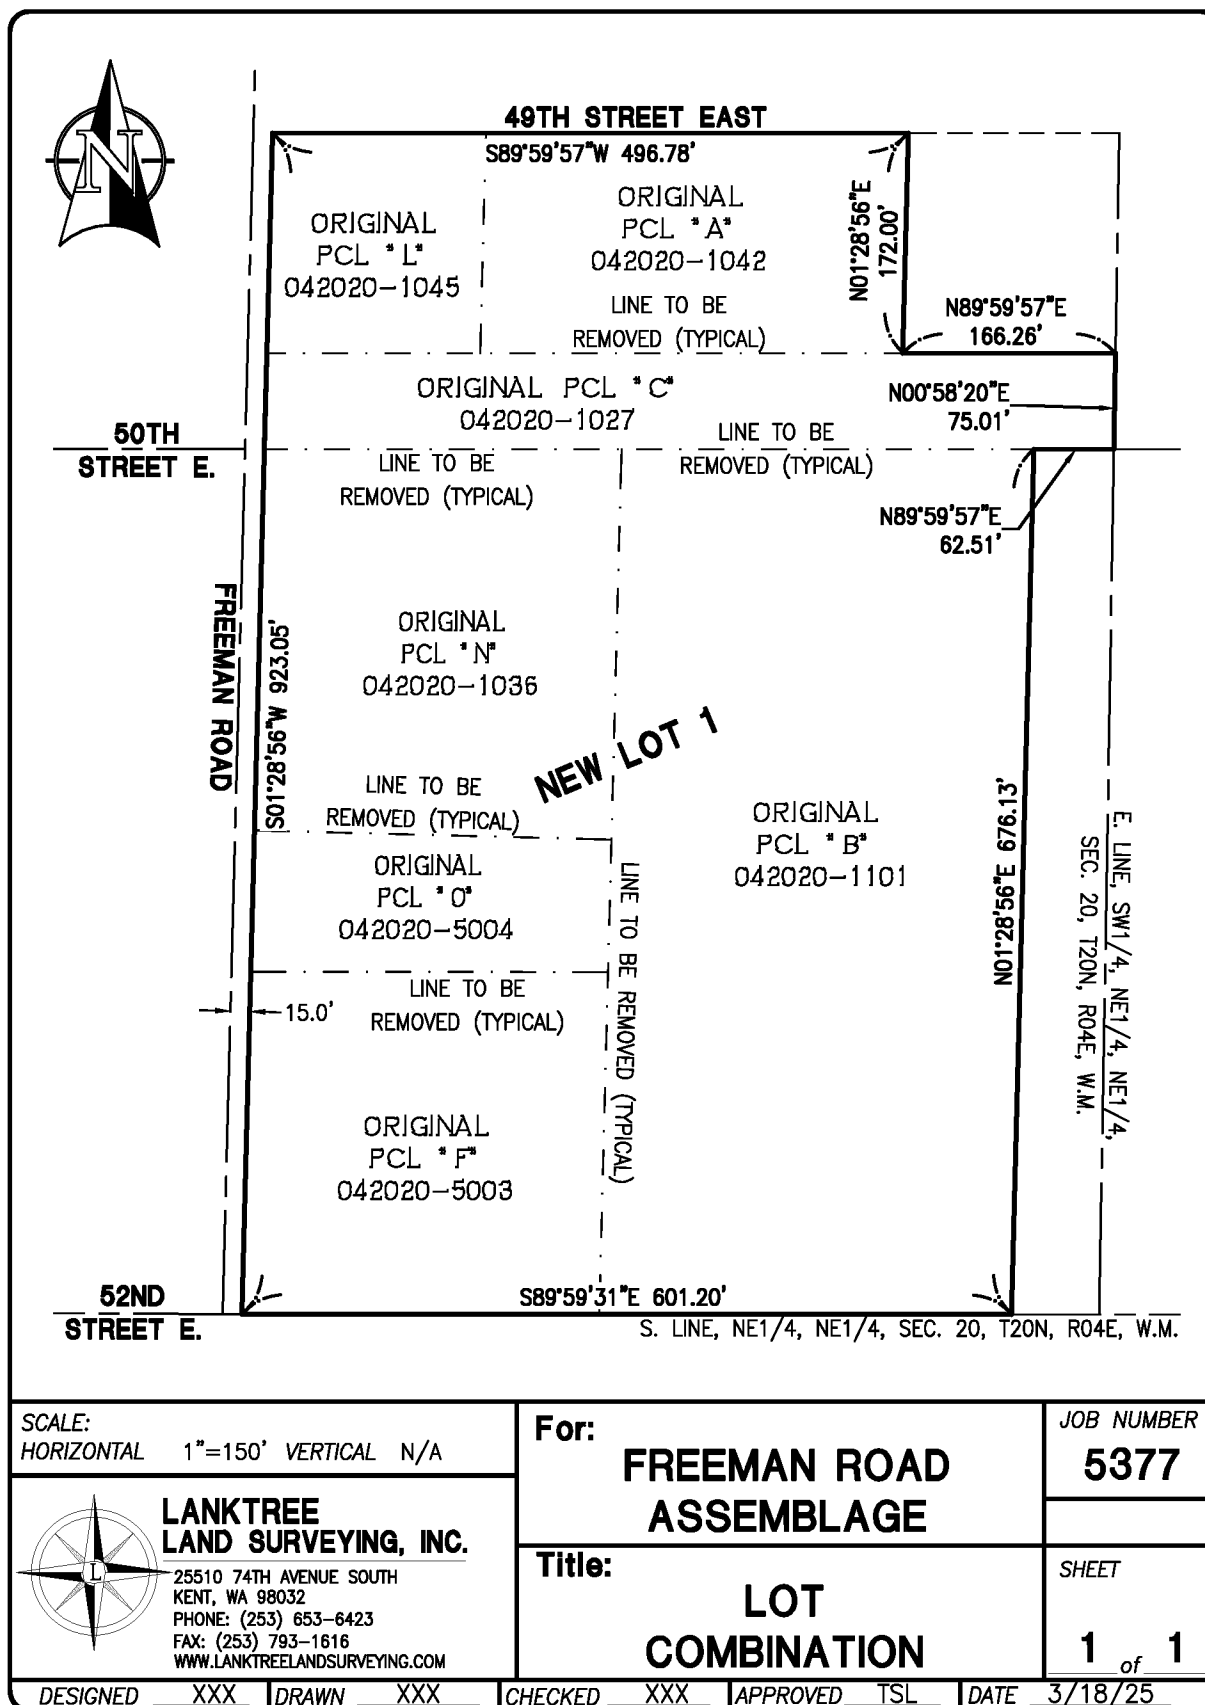 N
49TH STREET EAST
S89°59'57"W 496.78'
ORIGINAL
PCL "L"
042020-1045
ORIGINAL
PCL "A"
042020-1042
LINE TO BE
REMOVED (TYPICAL)
N01°28'56"E
172.00'
N89°59'57"E
166.26'
ORIGINAL PCL "C"
042020-1027
N00°58'20"E
75.01'
50TH
STREET E.
LINE TO BE
REMOVED (TYPICAL)
LINE TO BE
REMOVED (TYPICAL)
N89°59'57"E
62.51'
FREEMAN ROAD
S01°28'56"W 923.05'
ORIGINAL
PCL "N"
042020-1036
NEW LOT 1
LINE TO BE
REMOVED (TYPICAL)
ORIGINAL
PCL "B"
042020-1101
N01°28'56"E 676.13'
E. LINE, SW1/4, NE1/4, NE1/4,
SEC. 20, T20N, R04E, W.M.
ORIGINAL
PCL "O"
042020-5004
LINE TO BE REMOVED (TYPICAL)
LINE TO BE
REMOVED (TYPICAL)
15.0'
ORIGINAL
PCL "F"
042020-5003
52ND
STREET E.
S89°59'31"E 601.20'
S. LINE, NE1/4, NE1/4, SEC. 20, T20N, R04E, W.M.
SCALE:
HORIZONTAL 1"=150' VERTICAL N/A
For:
FREEMAN ROAD
ASSEMBLAGE
JOB NUMBER
5377
L
LANKTREE
LAND SURVEYING, INC.
25510 74TH AVENUE SOUTH
KENT, WA 98032
PHONE: (253) 653-6423
FAX: (253) 793-1616
WWW.LANKTREELANDSURVEYING.COM
Title:
LOT
COMBINATION
SHEET
1 of 1
DESIGNED XXX DRAWN XXX CHECKED XXX APPROVED TSL DATE 3/18/25